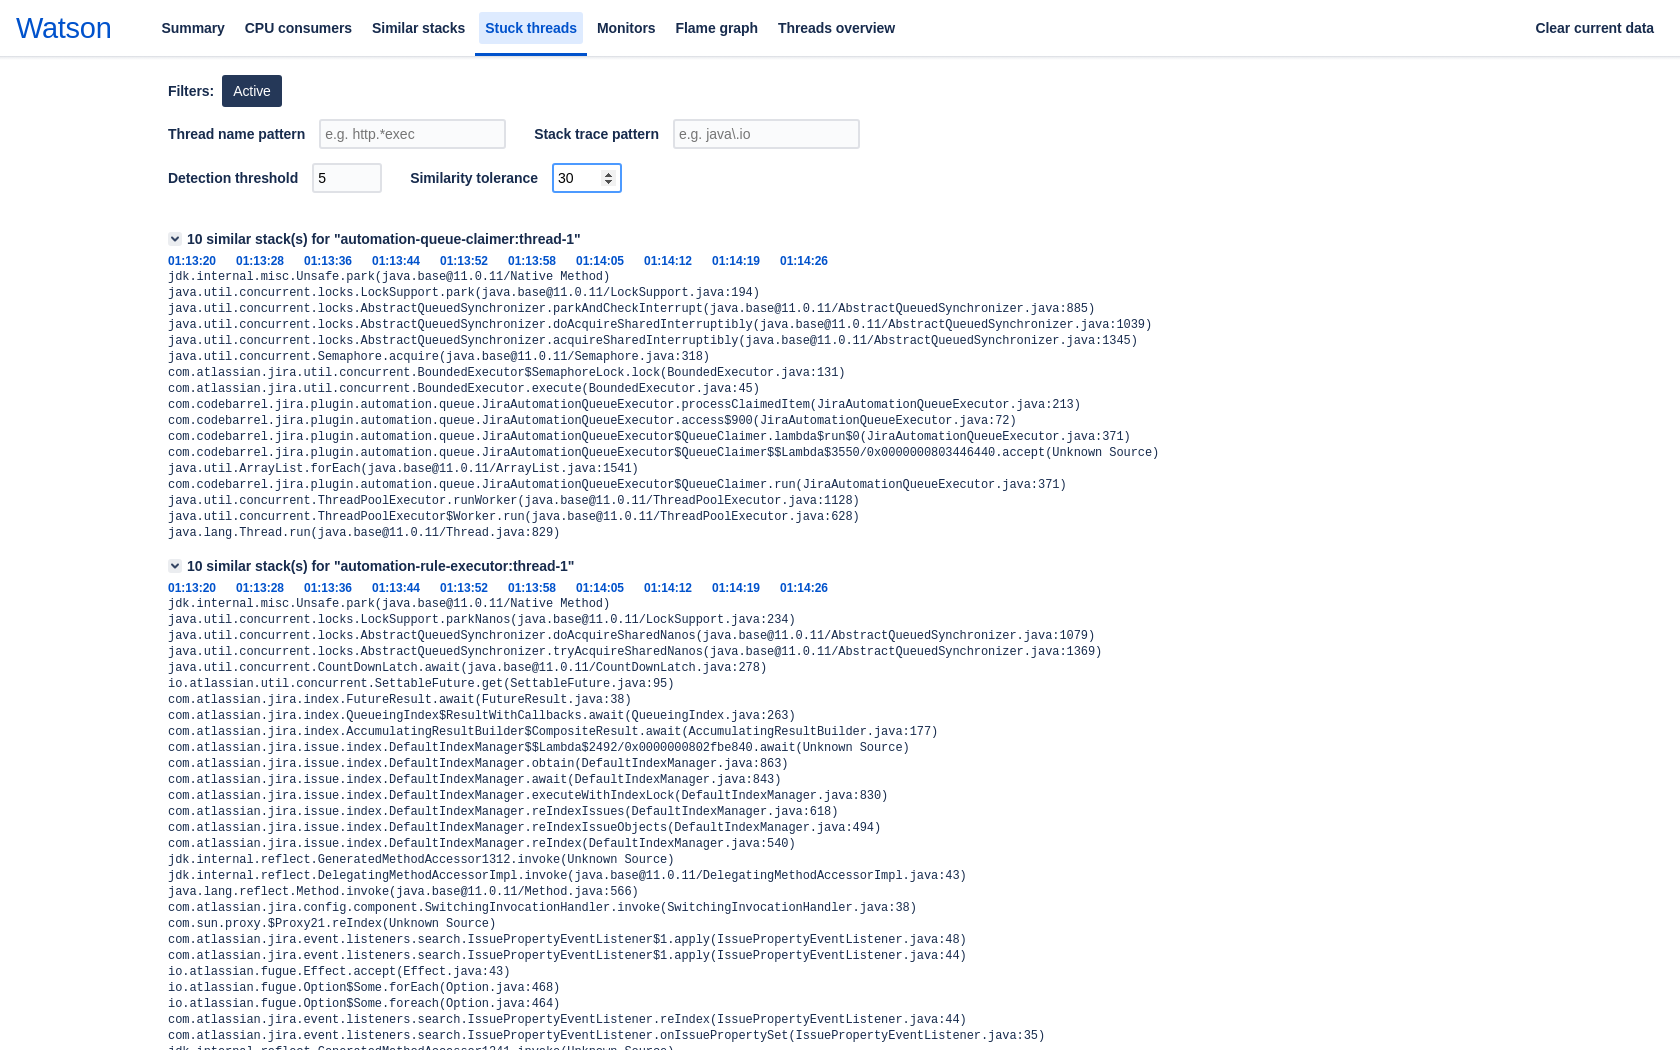 Watson Summary CPU consumers Similar stacks Stuck threads Monitors Flame graph Threads overview Clear current data
Filters: Active
Thread name pattern e.g. http.*exec Stack trace pattern e.g. java\.io
Detection threshold 5 Similarity tolerance 30
10 similar stack(s) for "automation-queue-claimer:thread-1"
01:13:20 01:13:28 01:13:36 01:13:44 01:13:52 01:13:58 01:14:05 01:14:12 01:14:19 01:14:26
jdk.internal.misc.Unsafe.park(java.base@11.0.11/Native Method)
java.util.concurrent.locks.LockSupport.park(java.base@11.0.11/LockSupport.java:194)
java.util.concurrent.locks.AbstractQueuedSynchronizer.parkAndCheckInterrupt(java.base@11.0.11/AbstractQueuedSynchronizer.java:885)
java.util.concurrent.locks.AbstractQueuedSynchronizer.doAcquireSharedInterruptibly(java.base@11.0.11/AbstractQueuedSynchronizer.java:1039)
java.util.concurrent.locks.AbstractQueuedSynchronizer.acquireSharedInterruptibly(java.base@11.0.11/AbstractQueuedSynchronizer.java:1345)
java.util.concurrent.Semaphore.acquire(java.base@11.0.11/Semaphore.java:318)
com.atlassian.jira.util.concurrent.BoundedExecutor$SemaphoreLock.lock(BoundedExecutor.java:131)
com.atlassian.jira.util.concurrent.BoundedExecutor.execute(BoundedExecutor.java:45)
com.codebarrel.jira.plugin.automation.queue.JiraAutomationQueueExecutor.processClaimedItem(JiraAutomationQueueExecutor.java:213)
com.codebarrel.jira.plugin.automation.queue.JiraAutomationQueueExecutor.access$900(JiraAutomationQueueExecutor.java:72)
com.codebarrel.jira.plugin.automation.queue.JiraAutomationQueueExecutor$QueueClaimer.lambda$run$0(JiraAutomationQueueExecutor.java:371)
com.codebarrel.jira.plugin.automation.queue.JiraAutomationQueueExecutor$QueueClaimer$$Lambda$3550/0x0000000803446440.accept(Unknown Source)
java.util.ArrayList.forEach(java.base@11.0.11/ArrayList.java:1541)
com.codebarrel.jira.plugin.automation.queue.JiraAutomationQueueExecutor$QueueClaimer.run(JiraAutomationQueueExecutor.java:371)
java.util.concurrent.ThreadPoolExecutor.runWorker(java.base@11.0.11/ThreadPoolExecutor.java:1128)
java.util.concurrent.ThreadPoolExecutor$Worker.run(java.base@11.0.11/ThreadPoolExecutor.java:628)
java.lang.Thread.run(java.base@11.0.11/Thread.java:829)
10 similar stack(s) for "automation-rule-executor:thread-1"
01:13:20 01:13:28 01:13:36 01:13:44 01:13:52 01:13:58 01:14:05 01:14:12 01:14:19 01:14:26
jdk.internal.misc.Unsafe.park(java.base@11.0.11/Native Method)
java.util.concurrent.locks.LockSupport.parkNanos(java.base@11.0.11/LockSupport.java:234)
java.util.concurrent.locks.AbstractQueuedSynchronizer.doAcquireSharedNanos(java.base@11.0.11/AbstractQueuedSynchronizer.java:1079)
java.util.concurrent.locks.AbstractQueuedSynchronizer.tryAcquireSharedNanos(java.base@11.0.11/AbstractQueuedSynchronizer.java:1369)
java.util.concurrent.CountDownLatch.await(java.base@11.0.11/CountDownLatch.java:278)
io.atlassian.util.concurrent.SettableFuture.get(SettableFuture.java:95)
com.atlassian.jira.index.FutureResult.await(FutureResult.java:38)
com.atlassian.jira.index.QueueingIndex$ResultWithCallbacks.await(QueueingIndex.java:263)
com.atlassian.jira.index.AccumulatingResultBuilder$CompositeResult.await(AccumulatingResultBuilder.java:177)
com.atlassian.jira.issue.index.DefaultIndexManager$$Lambda$2492/0x0000000802fbe840.await(Unknown Source)
com.atlassian.jira.issue.index.DefaultIndexManager.obtain(DefaultIndexManager.java:863)
com.atlassian.jira.issue.index.DefaultIndexManager.await(DefaultIndexManager.java:843)
com.atlassian.jira.issue.index.DefaultIndexManager.executeWithIndexLock(DefaultIndexManager.java:830)
com.atlassian.jira.issue.index.DefaultIndexManager.reIndexIssues(DefaultIndexManager.java:618)
com.atlassian.jira.issue.index.DefaultIndexManager.reIndexIssueObjects(DefaultIndexManager.java:494)
com.atlassian.jira.issue.index.DefaultIndexManager.reIndex(DefaultIndexManager.java:540)
jdk.internal.reflect.GeneratedMethodAccessor1312.invoke(Unknown Source)
jdk.internal.reflect.DelegatingMethodAccessorImpl.invoke(java.base@11.0.11/DelegatingMethodAccessorImpl.java:43)
java.lang.reflect.Method.invoke(java.base@11.0.11/Method.java:566)
com.atlassian.jira.config.component.SwitchingInvocationHandler.invoke(SwitchingInvocationHandler.java:38)
com.sun.proxy.$Proxy21.reIndex(Unknown Source)
com.atlassian.jira.event.listeners.search.IssuePropertyEventListener$1.apply(IssuePropertyEventListener.java:48)
com.atlassian.jira.event.listeners.search.IssuePropertyEventListener$1.apply(IssuePropertyEventListener.java:44)
io.atlassian.fugue.Effect.accept(Effect.java:43)
io.atlassian.fugue.Option$Some.forEach(Option.java:468)
io.atlassian.fugue.Option$Some.foreach(Option.java:464)
com.atlassian.jira.event.listeners.search.IssuePropertyEventListener.reIndex(IssuePropertyEventListener.java:44)
com.atlassian.jira.event.listeners.search.IssuePropertyEventListener.onIssuePropertySet(IssuePropertyEventListener.java:35)